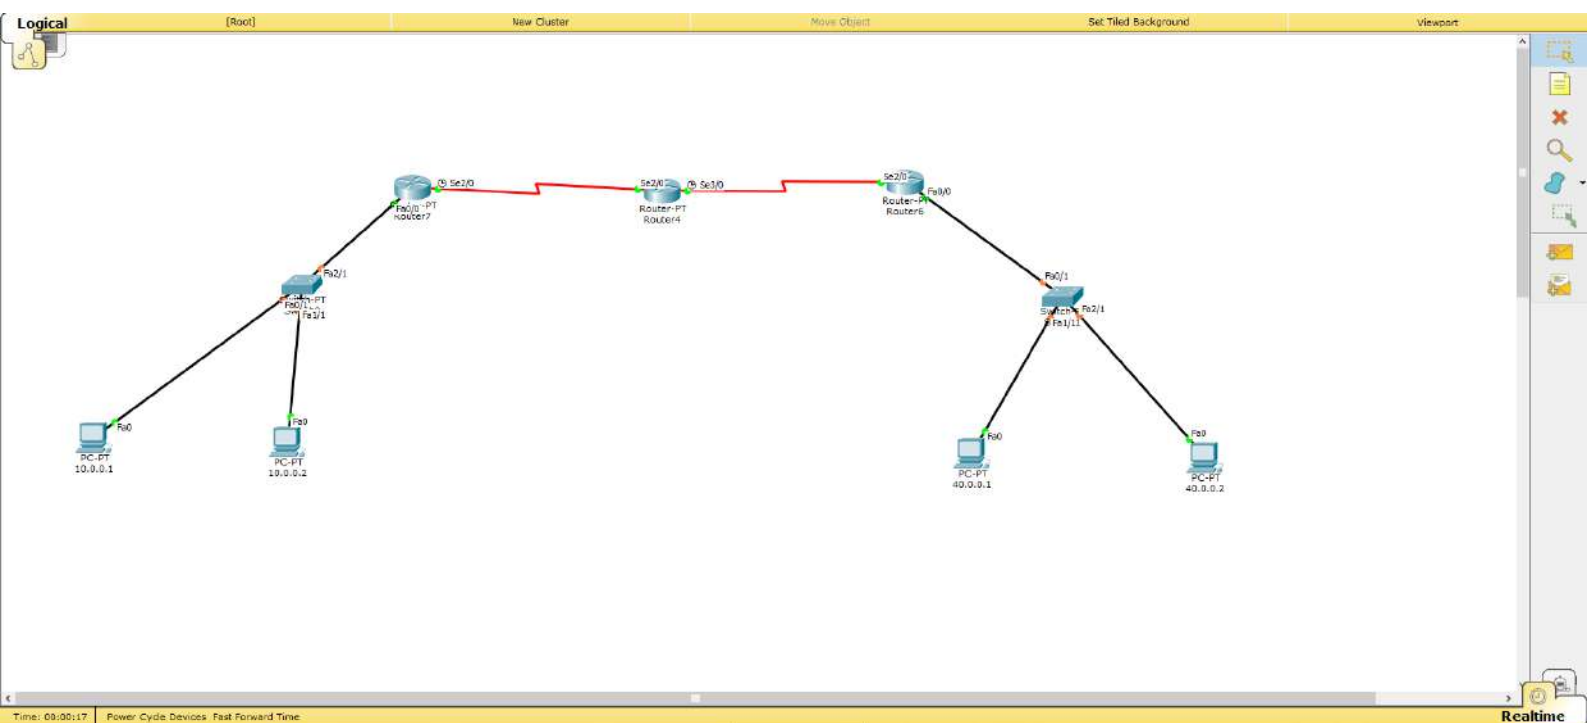 Logical
[Root]
New Cluster
Move Object
Set Tiled Background
Viewport
Se2/0
Se2/0
Se3/0
Se2/0
Fa0/0
Fa0/0
-PT
Router7
Router-PT
Router4
Router-PT
Router6
Fa2/1
-PT
Fa0/1
Fa1/1
Fa0/1
Switch-
Fa2/1
Fa1/1
Fa0
PC-PT
10.0.0.1
Fa0
PC-PT
10.0.0.2
Fa0
PC-PT
40.0.0.1
Fa0
PC-PT
40.0.0.2
Time: 00:00:17
Power Cycle Devices Fast Forward Time
Realtime